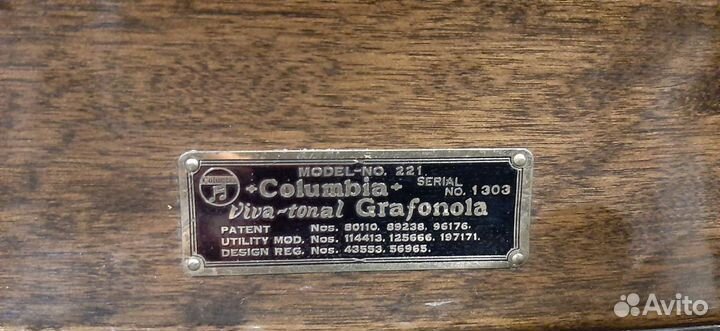 MODEL-NO. 221
Columbia
SERIAL NO. 1303
Viva-tonal Grafonola
PATENT Nos. 80110. 89238. 96176.
UTILITY MOD. Nos. 114413. 125666. 197171.
DESIGN REG. Nos. 43553. 56965.
Avito